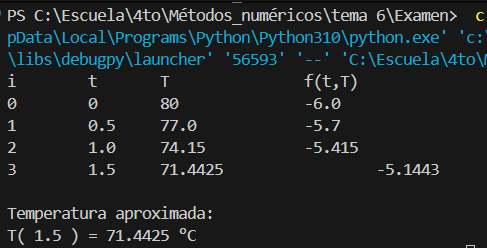 PS C:\Escuela\4to\Métodos_numéricos\tema 6\Examen>  c
pData\Local\Programs\Python\Python310\python.exe' 'c:
\libs\debugpy\launcher' '56593' '--' 'C:\Escuela\4to\M
i t T f(t,T)
0 0 80 -6.0
1 0.5 77.0 -5.7
2 1.0 74.15 -5.415
3 1.5 71.4425 -5.1443
Temperatura aproximada:
T( 1.5 ) = 71.4425 ºC